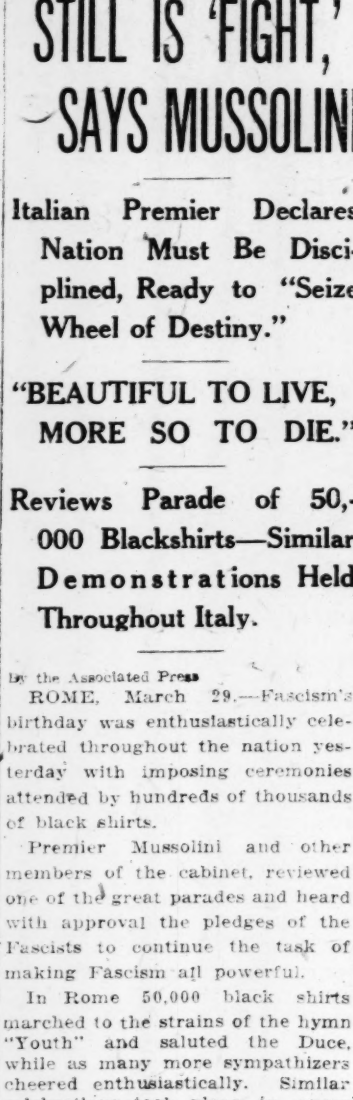 STILL IS ‘FIGHT,’
SAYS MUSSOLINI
Italian Premier Declares
Nation Must Be Disci-
plined, Ready to “Seize
Wheel of Destiny.”
“BEAUTIFUL TO LIVE,
MORE SO TO DIE.”
Reviews Parade of 50,-
000 Blackshirts—Similar
Demonstrations Held
Throughout Italy.
By the Associated Press
ROME, March 29.—Fascism's
birthday was enthusiastically cele-
brated throughout the nation yes-
terday with imposing ceremonies
attended by hundreds of thousands
of black shirts.
Premier Mussolini and other
members of the cabinet, reviewed
one of the great parades and heard
with approval the pledges of the
Fascists to continue the task of
making Fascism all powerful.
In Rome 50,000 black shirts
marched to the strains of the hymn
"Youth" and saluted the Duce,
while as many more sympathizers
cheered enthusiastically. Similar